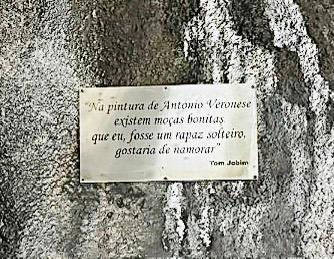 "Na pintura de Antonio Veronese
existem moças bonitas
que eu, fosse um rapaz solteiro,
gostaria de namorar"
Tom Jobim